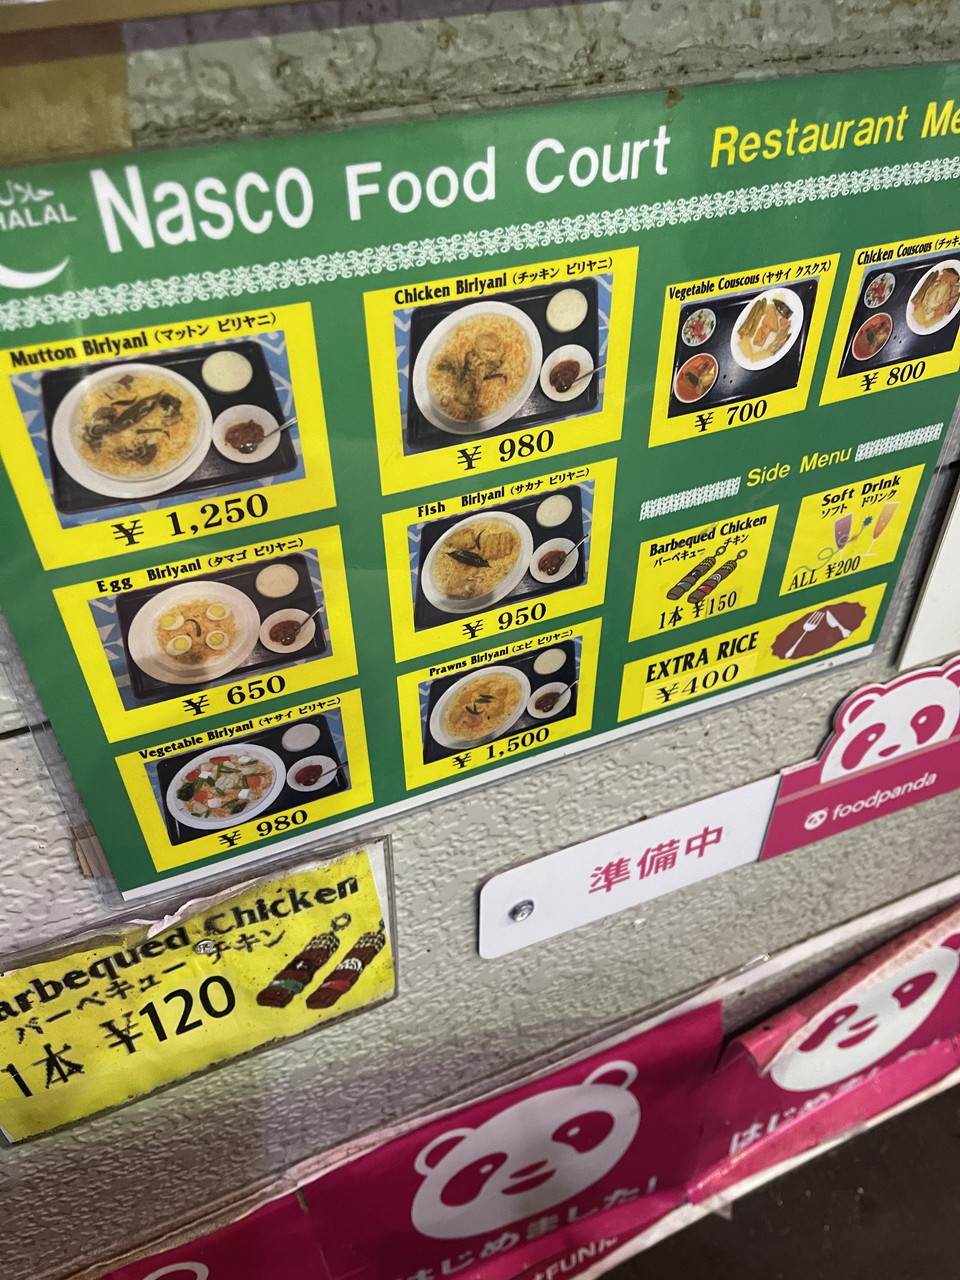 حلال
HALAL
Nasco Food Court
Restaurant
Mutton Biriyani (マットン ビリヤニ)
¥ 1,250
Egg Biriyani (タマゴ ビリヤニ)
¥ 650
Vegetable Biriyani (ヤサイ ビリヤニ)
¥ 980
Chicken Biriyani (チッキン ビリヤニ)
¥ 980
Fish Biriyani (サカナ ビリヤニ)
¥ 950
Prawns Biriyani (エビ ビリヤニ)
¥ 1,500
Vegetable Couscous (ヤサイ クスクス)
¥ 700
Chicken Couscous
¥ 800
Side Menu
Barbequed Chicken
バーベキュー チキン
1本 ¥150
Soft Drink
ソフト ドリンク
ALL ¥200
EXTRA RICE
¥400
foodpanda
準備中
arbequed Chicken
バーベキュー チキン
1本 ¥120
はじめました!